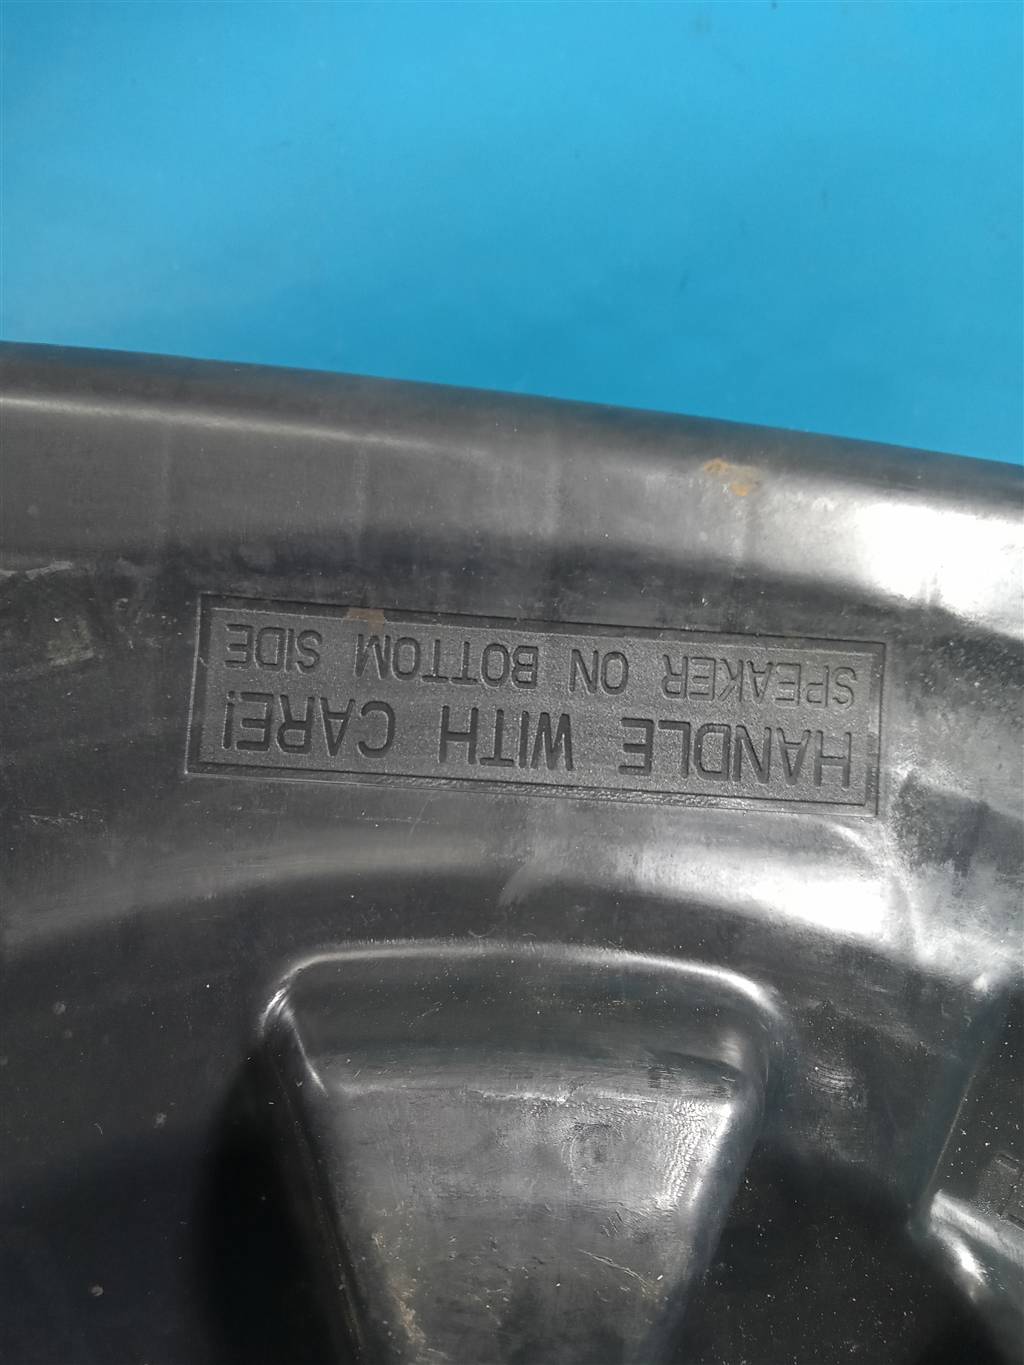 HANDLE WITH CARE!
SPEAKER ON BOTTOM SIDE